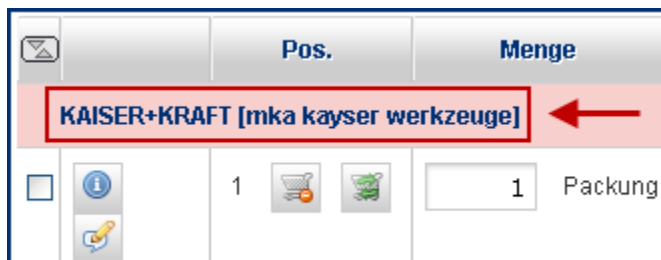 Pos. Menge
KAISER+KRAFT [mka kayser werkzeuge]
1 1 Packung